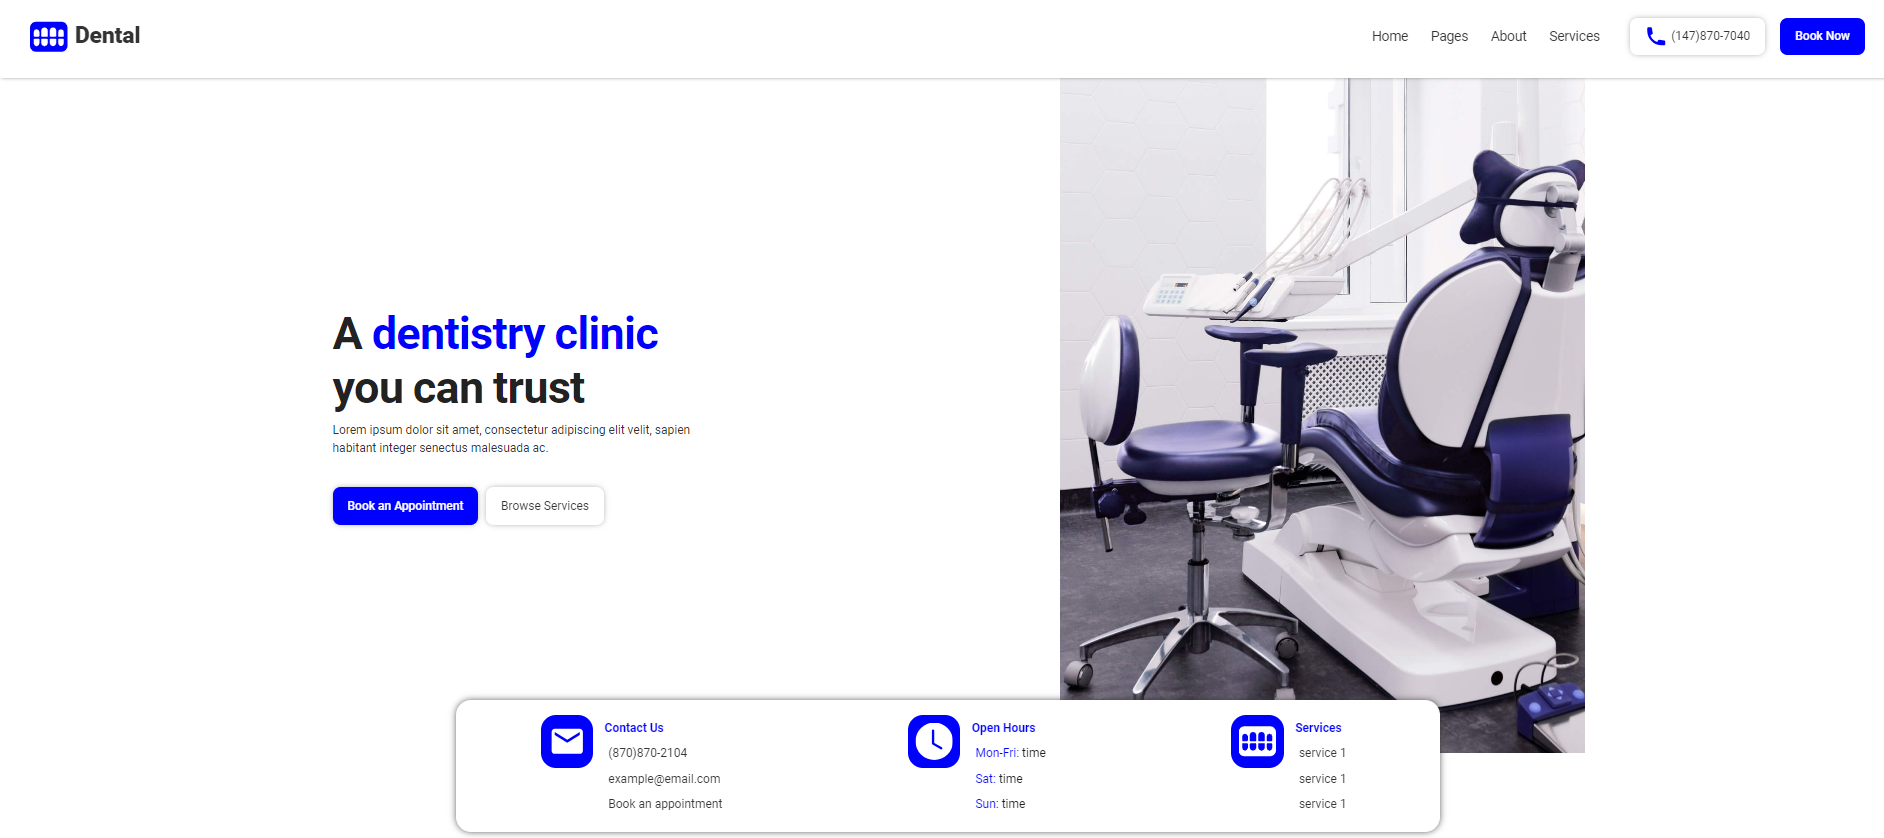 Dental
Home
Pages
About
Services
(147)870-7040
Book Now
A dentistry clinic
you can trust
Lorem ipsum dolor sit amet, consectetur adipiscing elit velit, sapien
habitant integer senectus malesuada ac.
Book an Appointment
Browse Services
Contact Us
(870)870-2104
example@email.com
Book an appointment
Open Hours
Mon-Fri: time
Sat: time
Sun: time
Services
service 1
service 1
service 1